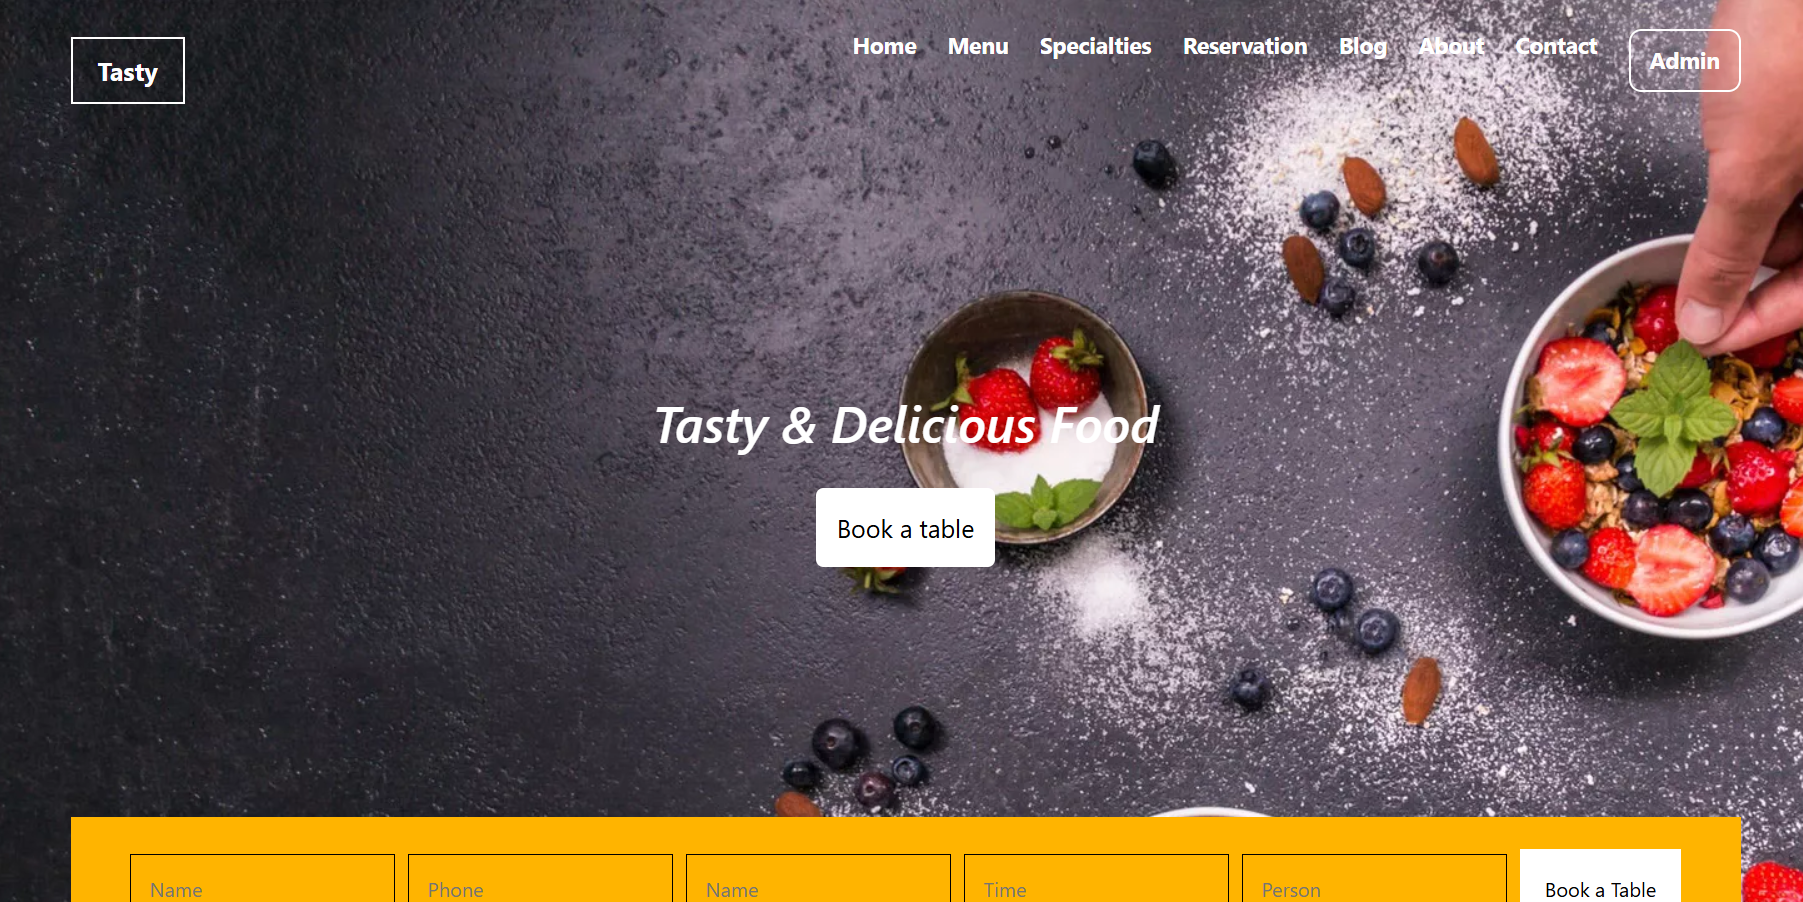 Tasty
Home Menu Specialties Reservation Blog About Contact Admin
Tasty & Delicious Food
Book a table
Name Phone Name Time Person Book a Table